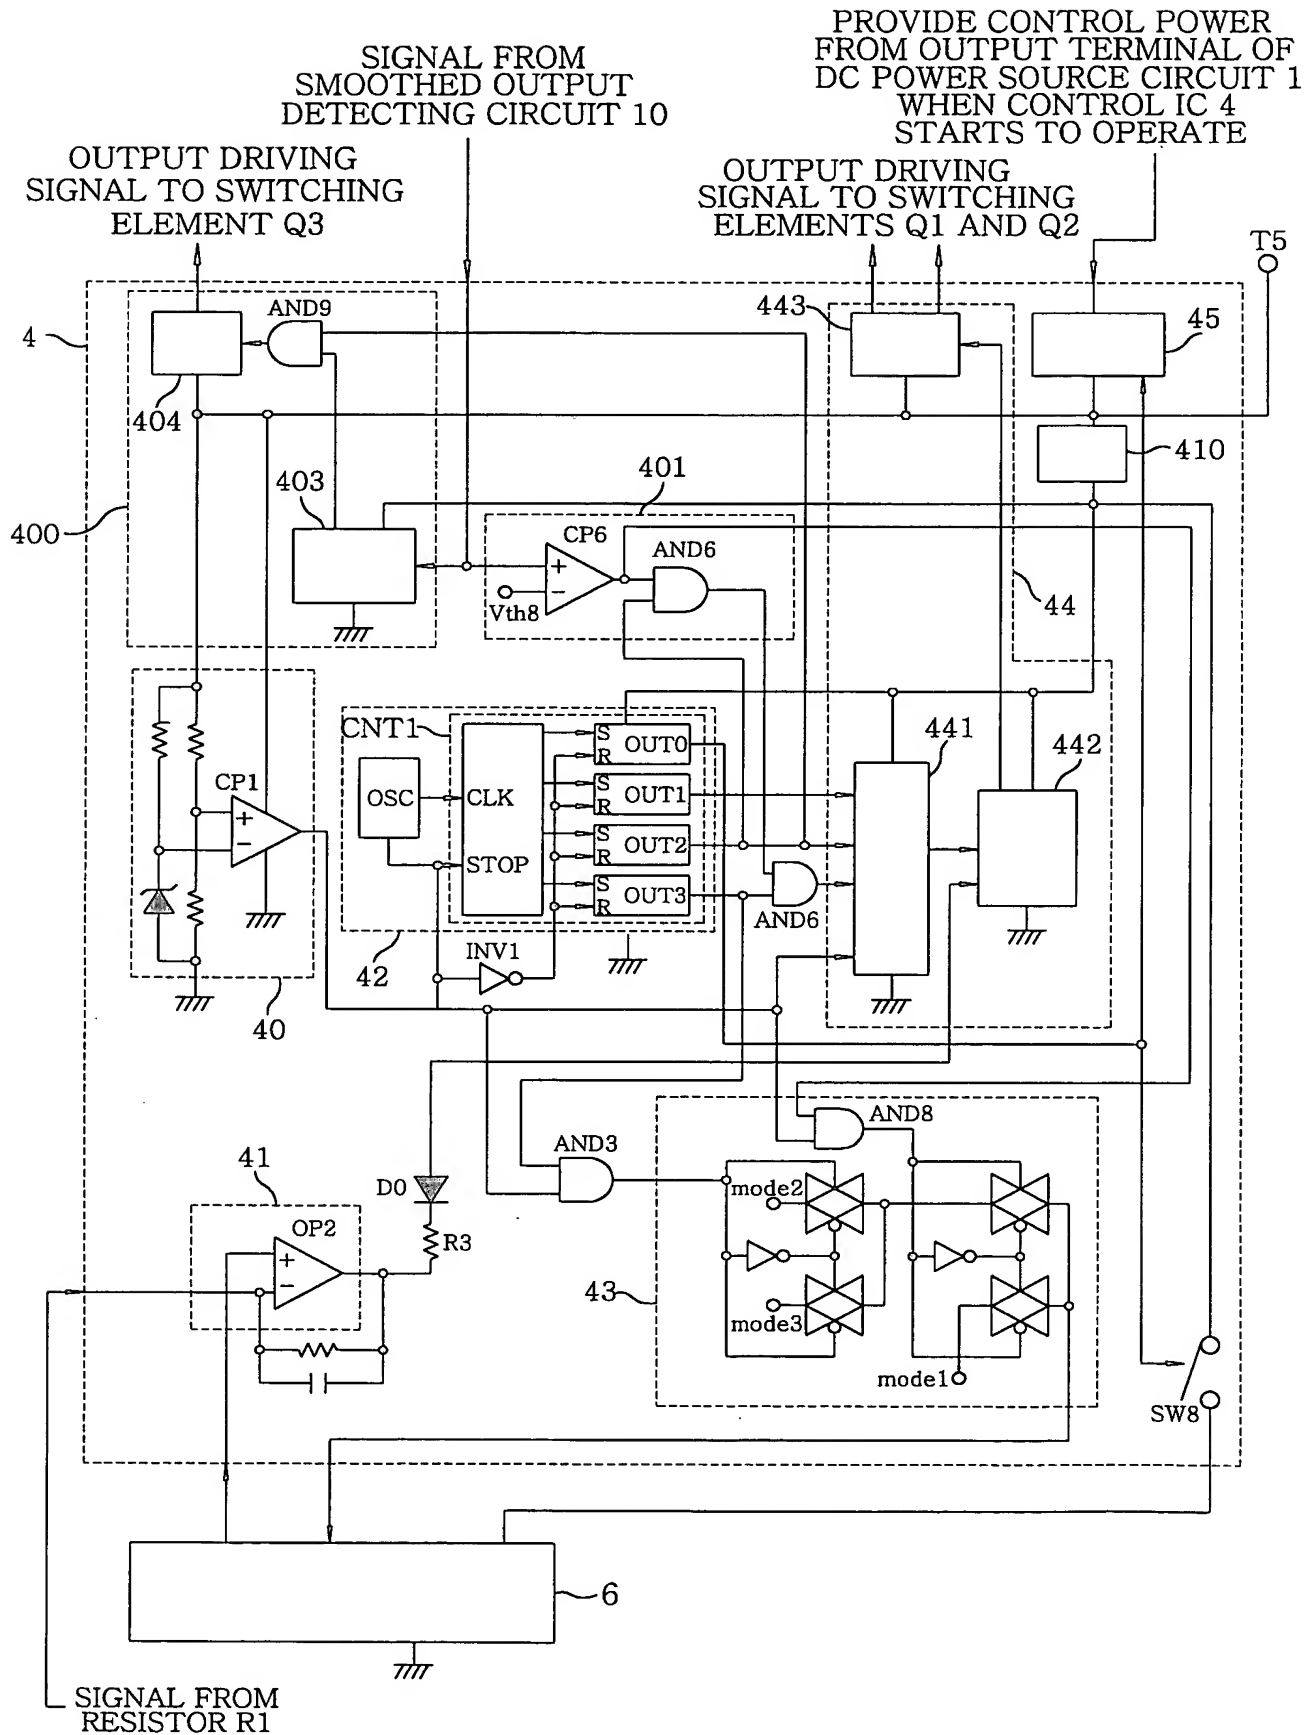 PROVIDE CONTROL POWER
FROM OUTPUT TERMINAL OF
DC POWER SOURCE CIRCUIT 1
WHEN CONTROL IC 4
STARTS TO OPERATE
SIGNAL FROM
SMOOTHED OUTPUT
DETECTING CIRCUIT 10
OUTPUT DRIVING
SIGNAL TO SWITCHING
ELEMENT Q3
OUTPUT DRIVING
SIGNAL TO SWITCHING
ELEMENTS Q1 AND Q2
T5
AND9
443
45
4
404
410
401
403
400
CP6
AND6
Vth8
44
CNT1
441
442
S
R
OUT0
CP1
OSC
CLK
S
R
OUT1
S
R
OUT2
STOP
S
R
OUT3
AND6
INV1
42
40
AND8
AND3
41
D0
mode2
OP2
R3
43
mode3
mode1
SW8
6
SIGNAL FROM
RESISTOR R1
+
−
+
−
+
−